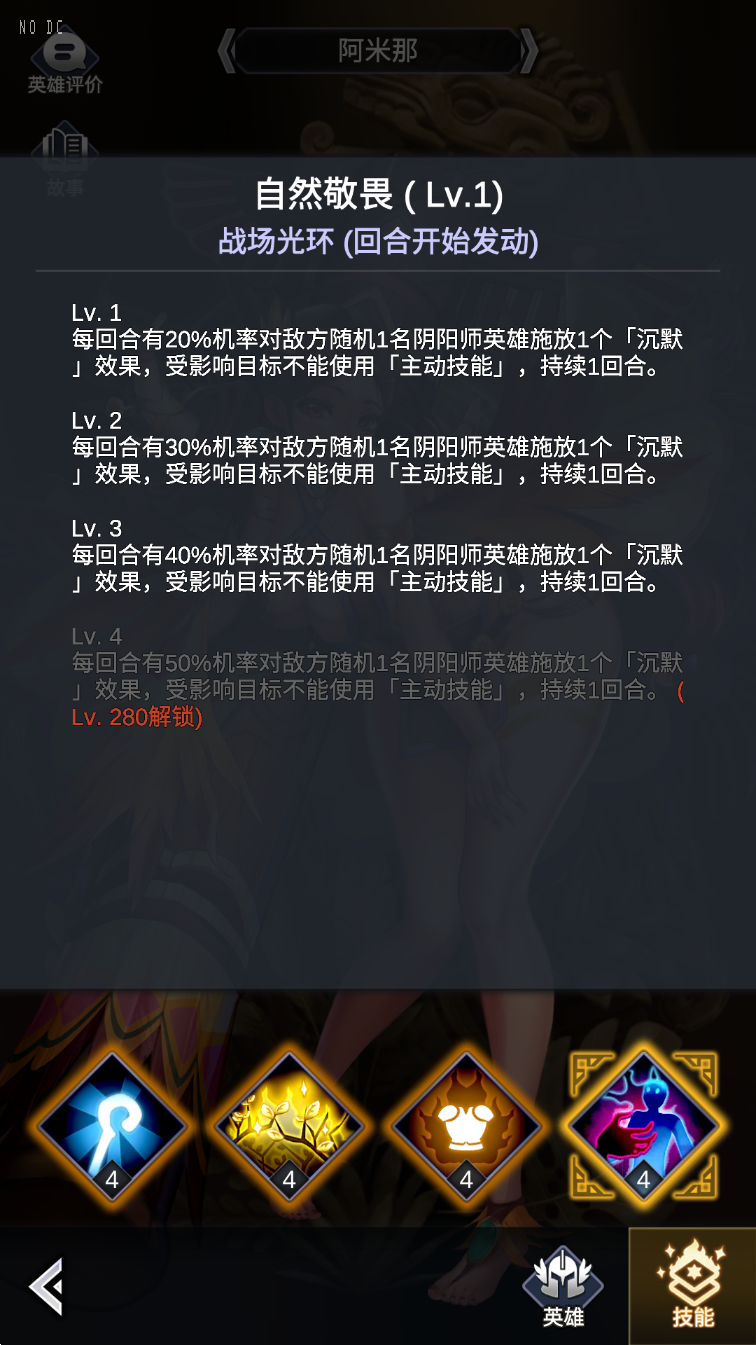 NO DC
阿米那
英雄评价
故事
自然敬畏 ( Lv.1)
战场光环 (回合开始发动)
Lv. 1
每回合有20%机率对敌方随机1名阴阳师英雄施放1个「沉默
」效果，受影响目标不能使用「主动技能」，持续1回合。
Lv. 2
每回合有30%机率对敌方随机1名阴阳师英雄施放1个「沉默
」效果，受影响目标不能使用「主动技能」，持续1回合。
Lv. 3
每回合有40%机率对敌方随机1名阴阳师英雄施放1个「沉默
」效果，受影响目标不能使用「主动技能」，持续1回合。
Lv. 4
每回合有50%机率对敌方随机1名阴阳师英雄施放1个「沉默
」效果，受影响目标不能使用「主动技能」，持续1回合。 (
Lv. 280解锁)
4
4
4
4
英雄
技能